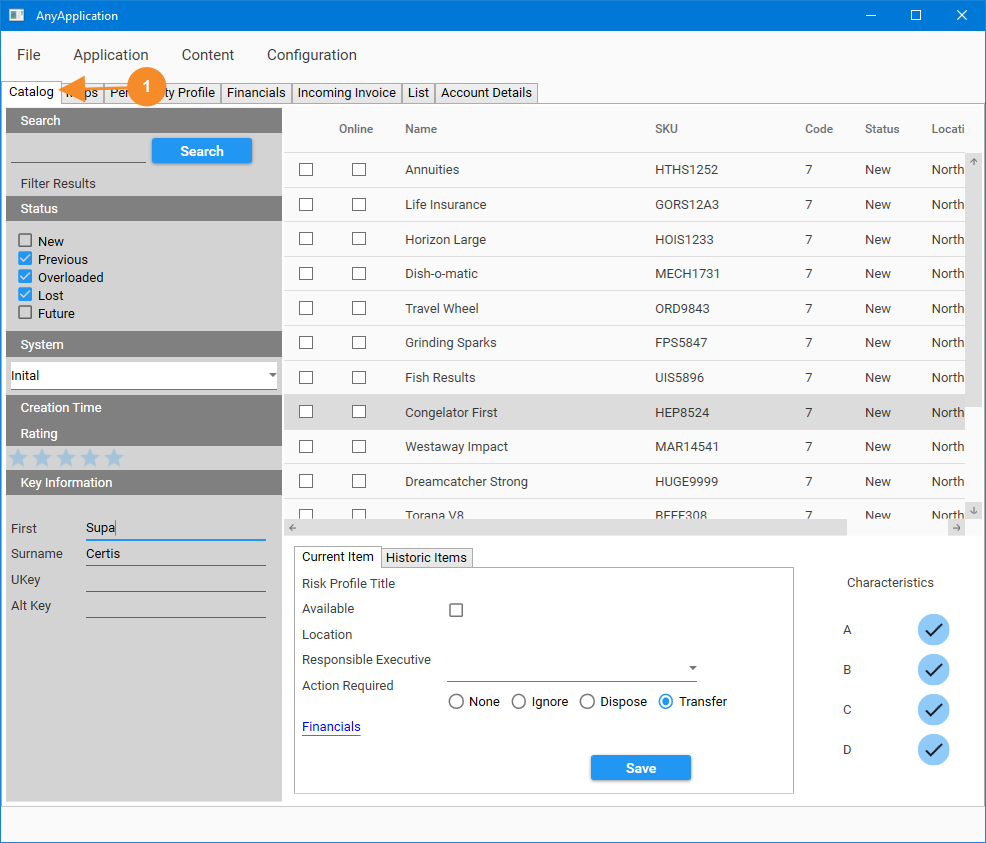 AnyApplication
File Application Content Configuration
Catalog 1 Profile Financials Incoming Invoice List Account Details
Search
Search
Filter Results
Status
New
Previous
Overloaded
Lost
Future
System
Inital
Creation Time
Rating
Key Information
First Supa
Surname Certis
UKey
Alt Key
Online Name SKU Code Status Locati
Annuities HTHS1252 7 New North
Life Insurance GORS12A3 7 New North
Horizon Large HOIS1233 7 New North
Dish-o-matic MECH1731 7 New North
Travel Wheel ORD9843 7 New North
Grinding Sparks FPS5847 7 New North
Fish Results UIS5896 7 New North
Congelator First HEP8524 7 New North
Westaway Impact MAR14541 7 New North
Dreamcatcher Strong HUGE9999 7 New North
Torana V8 7 New North
Current Item Historic Items
Risk Profile Title
Available
Location
Responsible Executive
Action Required
None Ignore Dispose Transfer
Financials
Save
Characteristics
A
B
C
D